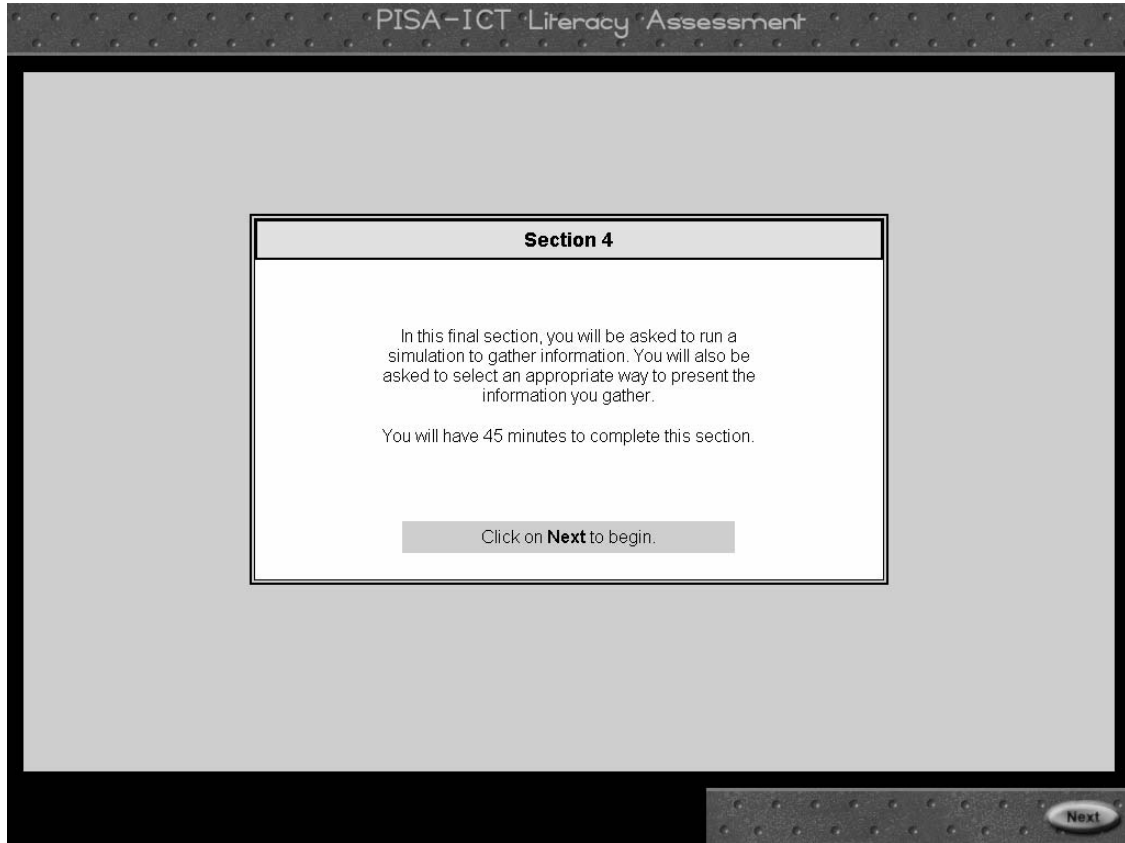 PISA-ICT Literacy Assessment
Section 4
In this final section, you will be asked to run a
simulation to gather information. You will also be
asked to select an appropriate way to present the
information you gather.
You will have 45 minutes to complete this section.
Click on Next to begin.
Next